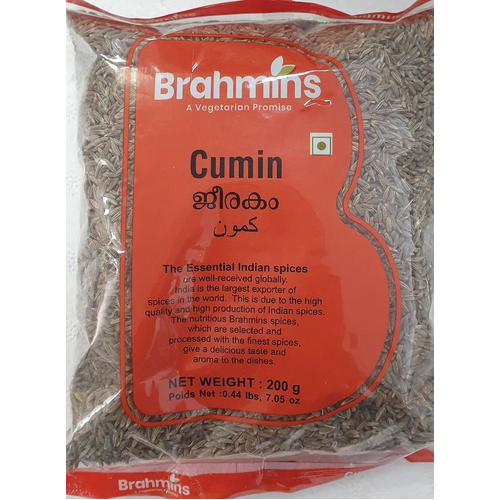 Brahmins
A Vegetarian Promise
Cumin
ജീരകം
كمون
The Essential Indian spices
are well-received globally.
India is the largest exporter of
spices in the world. This is due to the high
quality and high production of Indian spices.
The nutritious Brahmins spices,
which are selected and
processed with the finest spices,
give a delicious taste and
aroma to the dishes.
NET WEIGHT : 200 g
Poids Net :0.44 lbs, 7.05 oz
Brahmins